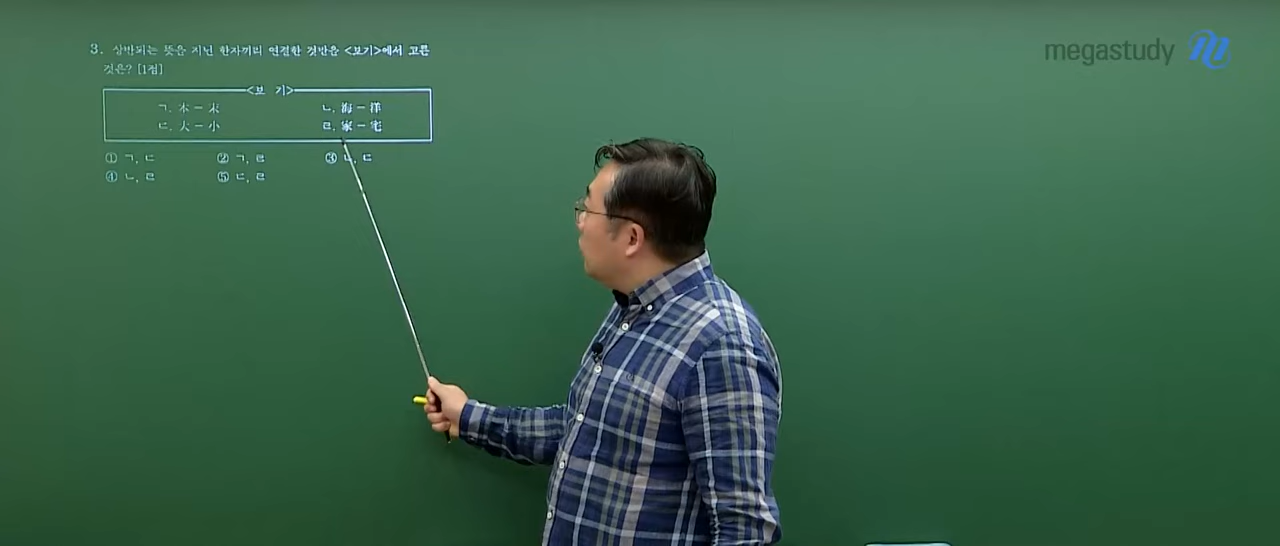 megastudy
3. 상반되는 뜻을 지닌 한자끼리 연결한 것만을 <보기>에서 고른
것은? [1점]
<보 기>
ㄱ. 本 - 末 ㄴ. 海 - 洋
ㄷ. 大 - 小 ㄹ. 家 - 宅
① ㄱ, ㄷ ② ㄱ, ㄹ ③ ㄴ, ㄷ
④ ㄴ, ㄹ ⑤ ㄷ, ㄹ